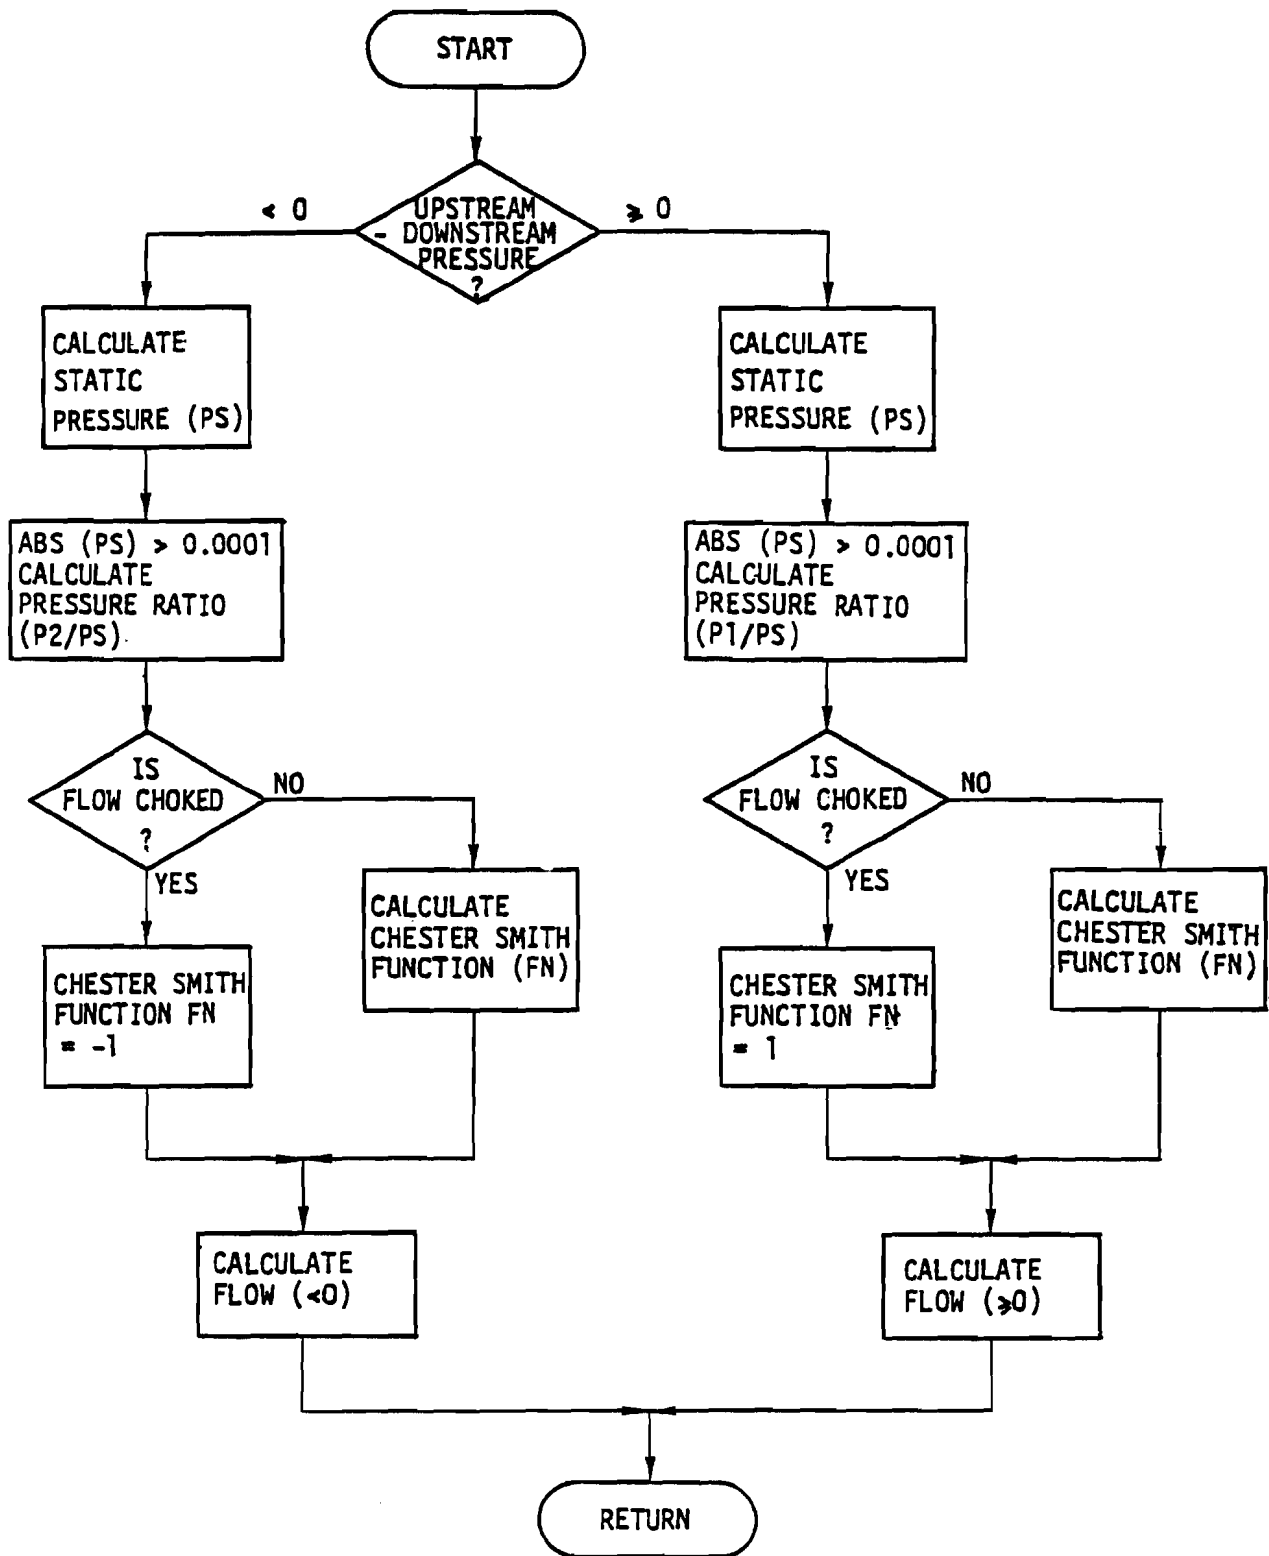 START
< 0
UPSTREAM
- DOWNSTREAM
PRESSURE
?
⩾ 0
CALCULATE
STATIC
PRESSURE (PS)
ABS (PS) > 0.0001
CALCULATE
PRESSURE RATIO
(P2/PS)
IS
FLOW CHOKED
?
NO
YES
CALCULATE
CHESTER SMITH
FUNCTION (FN)
CHESTER SMITH
FUNCTION FN
= -1
CALCULATE
FLOW (<0)
CALCULATE
STATIC
PRESSURE (PS)
ABS (PS) > 0.0001
CALCULATE
PRESSURE RATIO
(P1/PS)
IS
FLOW CHOKED
?
NO
YES
CALCULATE
CHESTER SMITH
FUNCTION (FN)
CHESTER SMITH
FUNCTION FN
= 1
CALCULATE
FLOW (⩾0)
RETURN